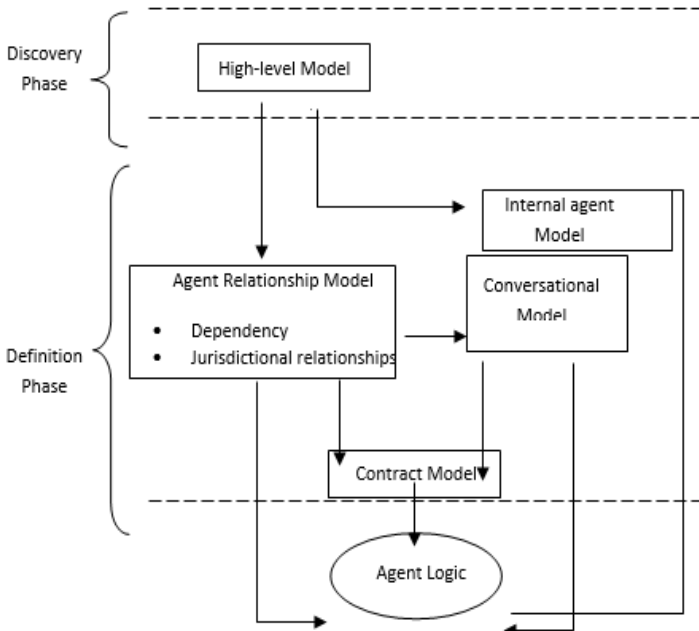 Discovery
Phase
High-level Model
Internal agent
Model
Agent Relationship Model
• Dependency
• Jurisdictional relationships
Conversational
Model
Definition
Phase
Contract Model
Agent Logic